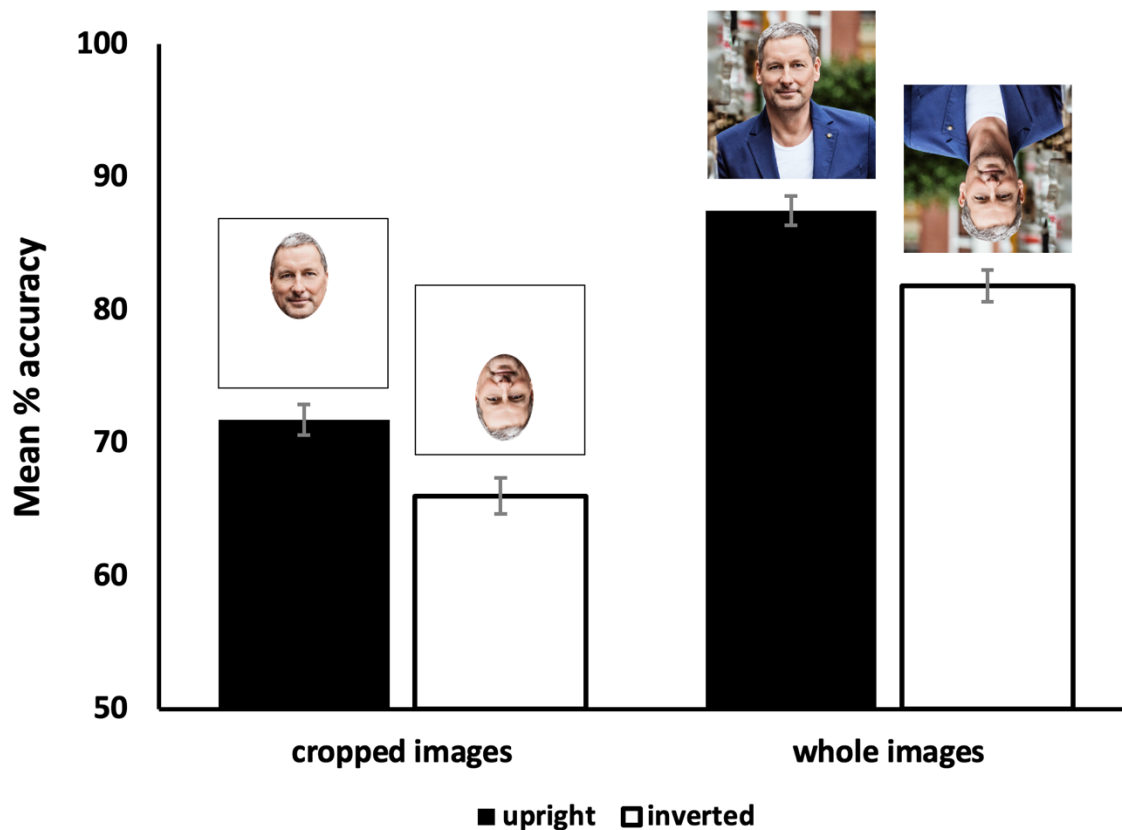 Mean % accuracy
100
90
80
70
60
50
cropped images
whole images
upright
inverted